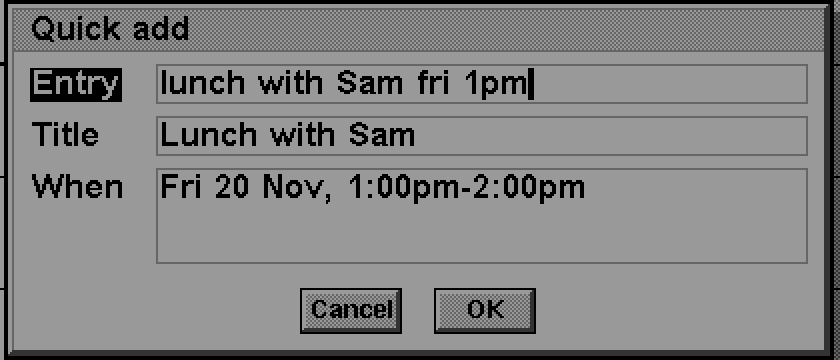 Quick add
Entry lunch with Sam fri 1pm
Title Lunch with Sam
When Fri 20 Nov, 1:00pm-2:00pm
Cancel OK